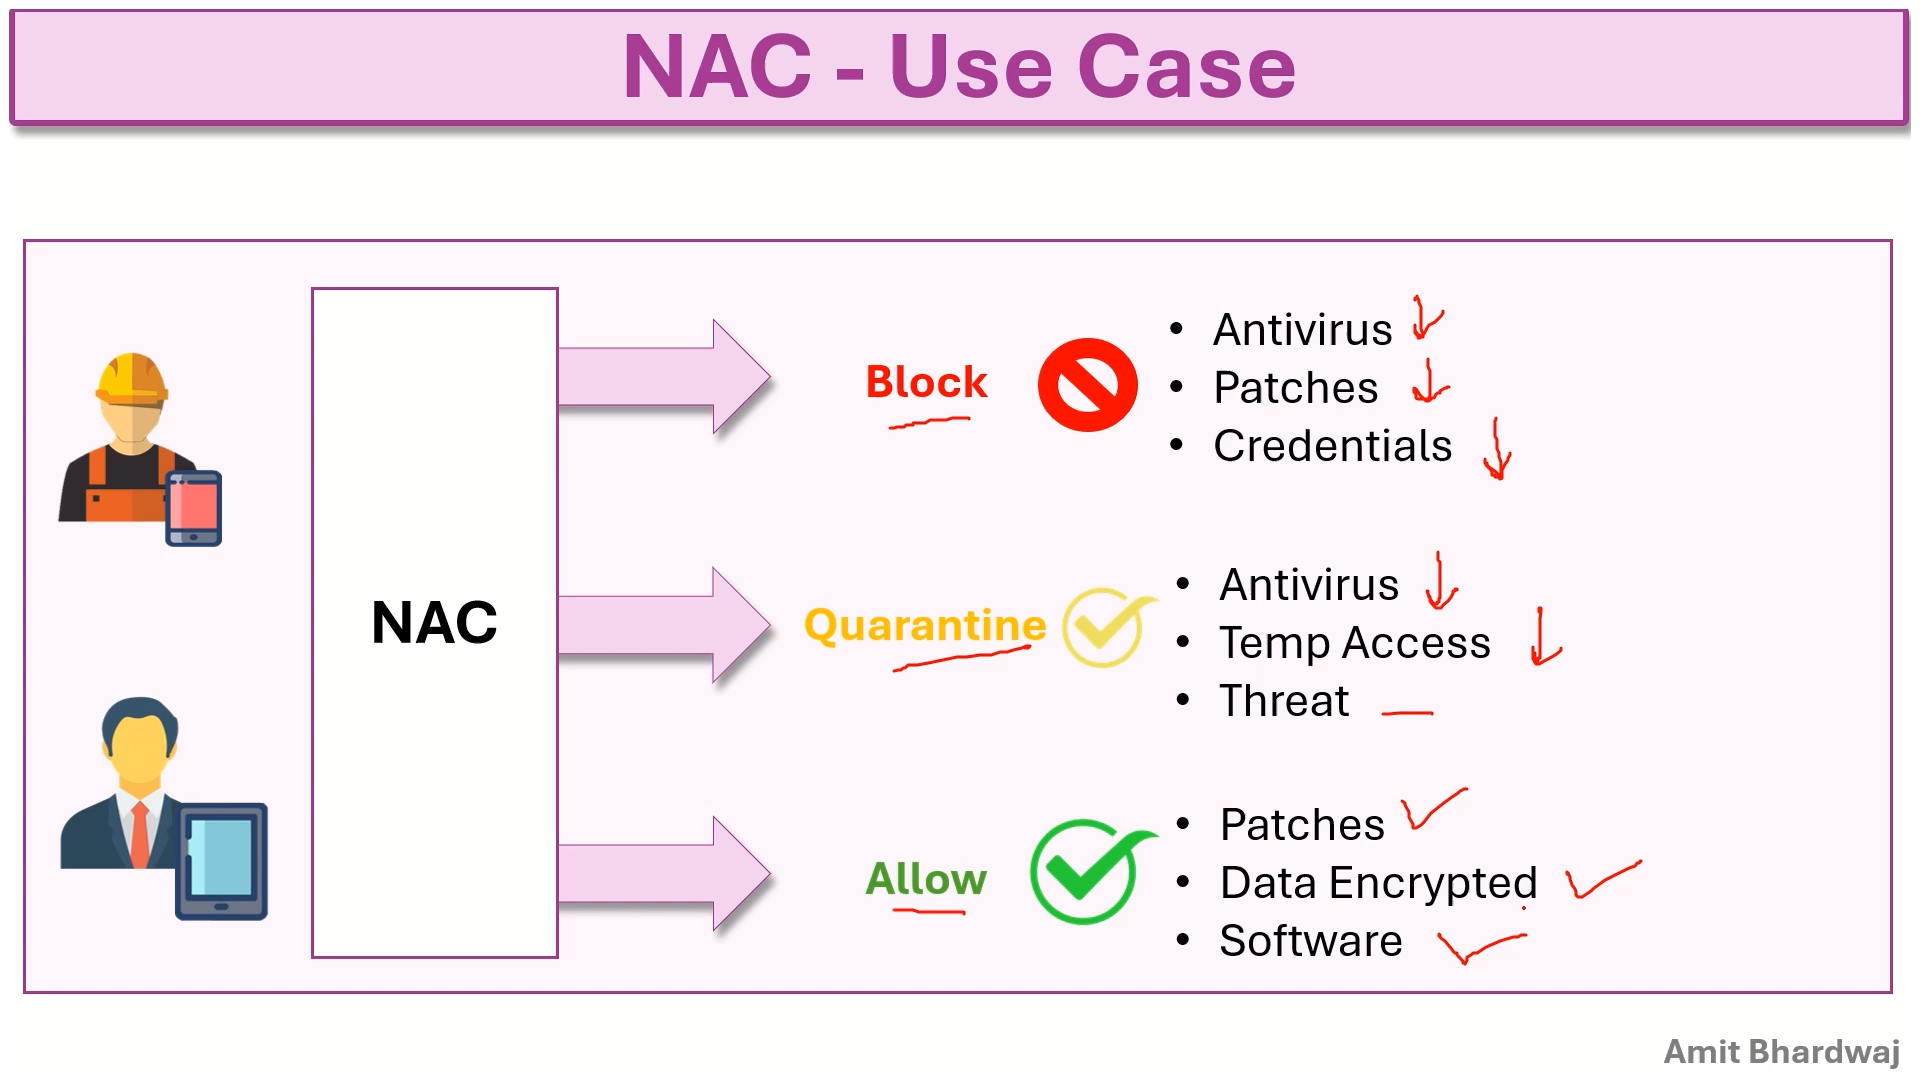 NAC - Use Case
NAC
Block
• Antivirus
• Patches
• Credentials
Quarantine
• Antivirus
• Temp Access
• Threat
Allow
• Patches
• Data Encrypted
• Software
Amit Bhardwaj